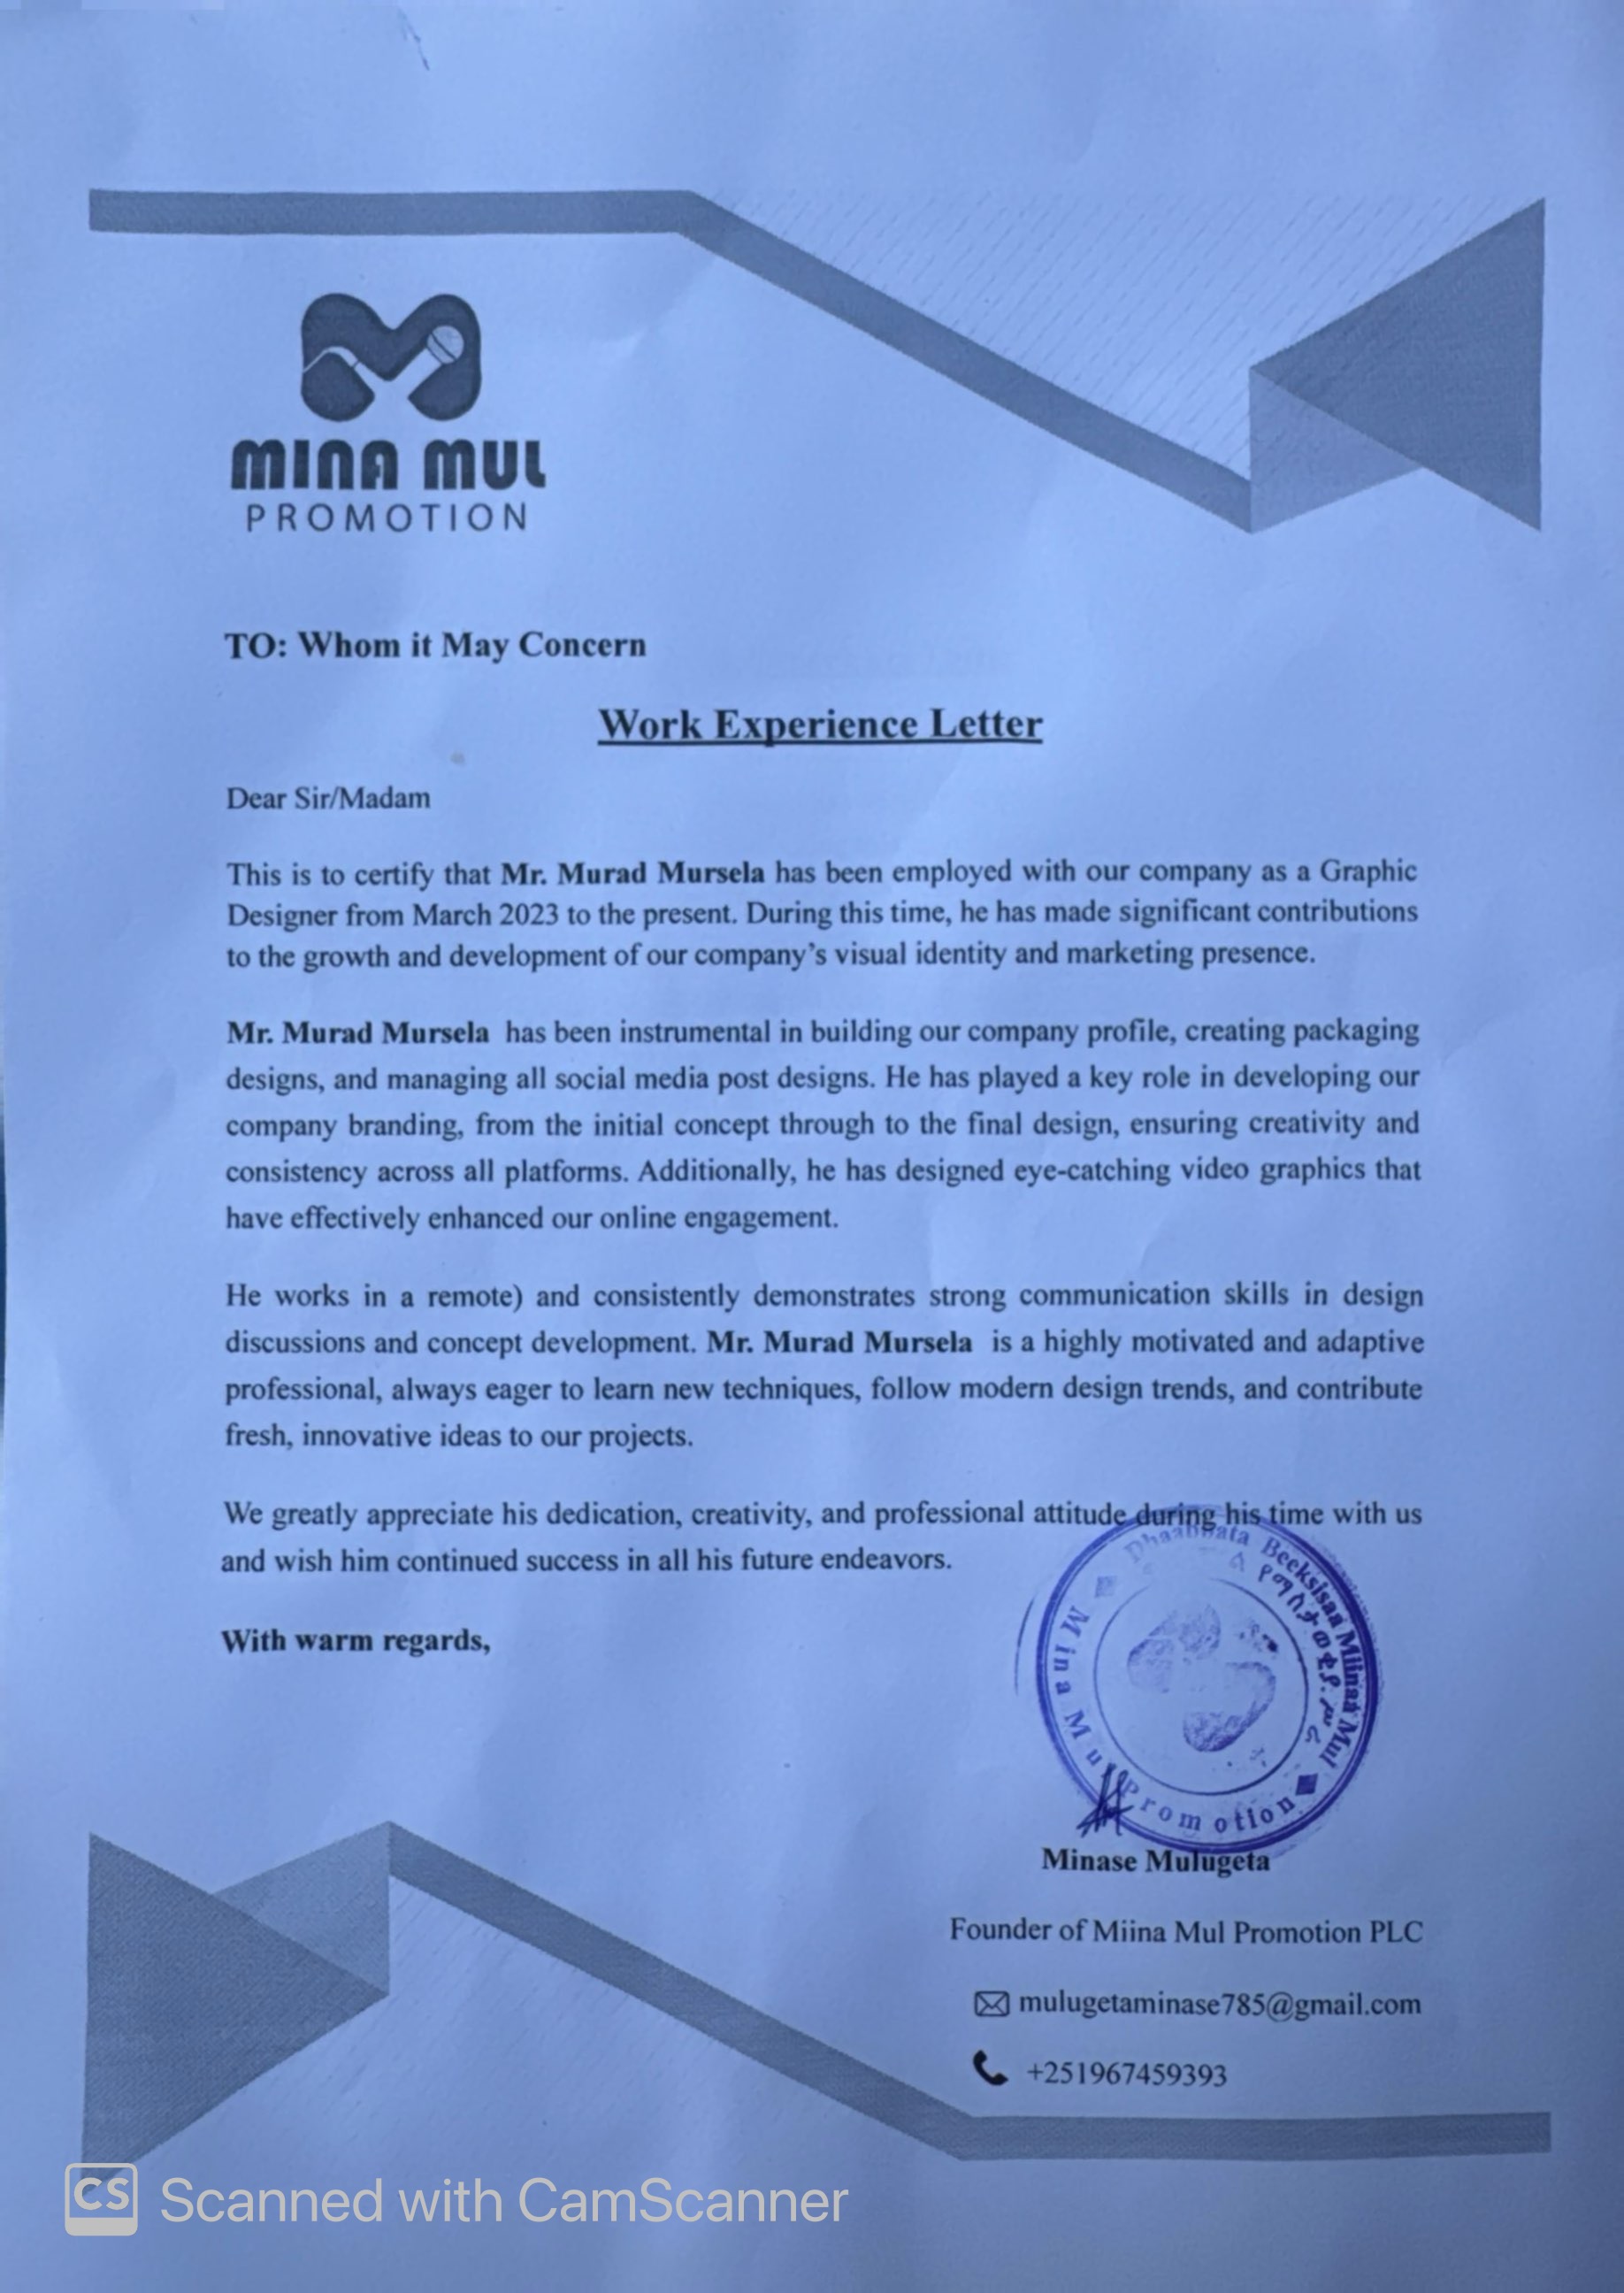 MINA MUL
PROMOTION
TO: Whom it May Concern
Work Experience Letter
Dear Sir/Madam
This is to certify that Mr. Murad Mursela has been employed with our company as a Graphic
Designer from March 2023 to the present. During this time, he has made significant contributions
to the growth and development of our company's visual identity and marketing presence.
Mr. Murad Mursela has been instrumental in building our company profile, creating packaging
designs, and managing all social media post designs. He has played a key role in developing our
company branding, from the initial concept through to the final design, ensuring creativity and
consistency across all platforms. Additionally, he has designed eye-catching video graphics that
have effectively enhanced our online engagement.
He works in a remote) and consistently demonstrates strong communication skills in design
discussions and concept development. Mr. Murad Mursela is a highly motivated and adaptive
professional, always eager to learn new techniques, follow modern design trends, and contribute
fresh, innovative ideas to our projects.
We greatly appreciate his dedication, creativity, and professional attitude during his time with us
and wish him continued success in all his future endeavors.
With warm regards,
Dhaabbata Beeksisaa Miinaa Mul
Mina Mul Promotion
Minase Mulugeta
Founder of Miina Mul Promotion PLC
mulugetaminase785@gmail.com
+251967459393
CS Scanned with CamScanner